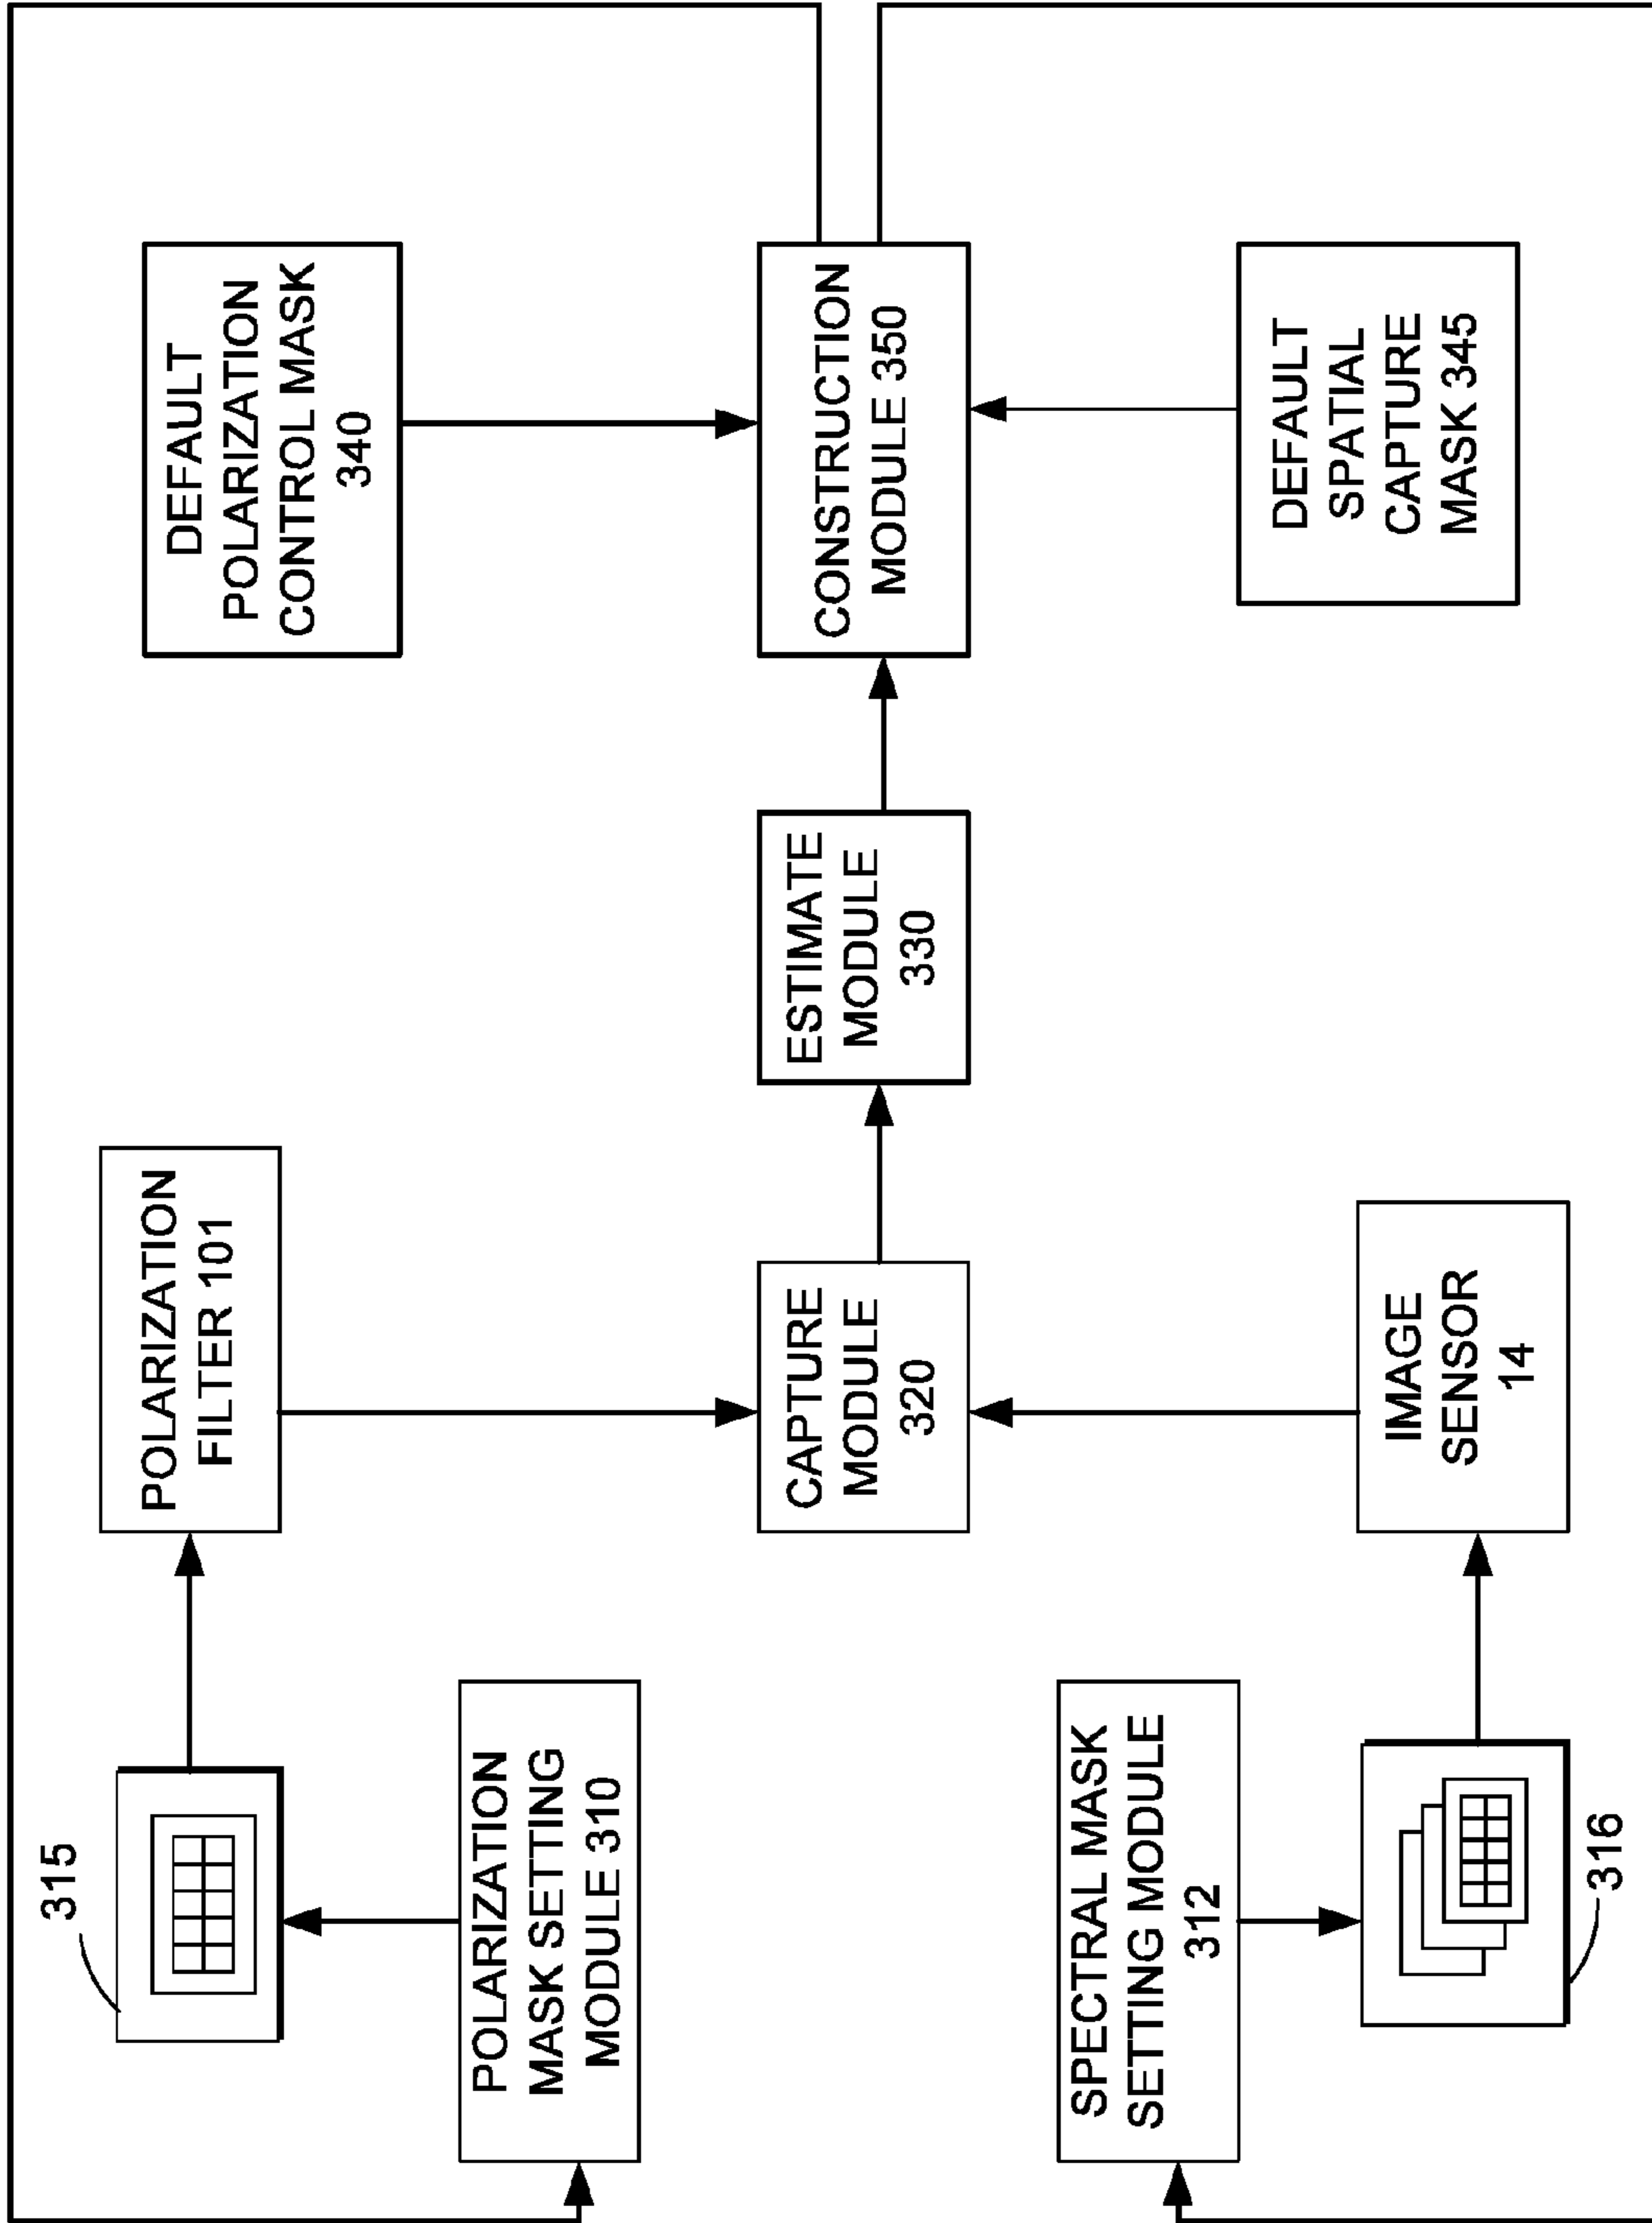 315
POLARIZATION
MASK SETTING
MODULE 310
POLARIZATION
FILTER 101
DEFAULT
POLARIZATION
CONTROL MASK
340
CAPTURE
MODULE
320
ESTIMATE
MODULE
330
CONSTRUCTION
MODULE 350
SPECTRAL MASK
SETTING MODULE
312
316
IMAGE
SENSOR
14
DEFAULT
SPATIAL
CAPTURE
MASK 345